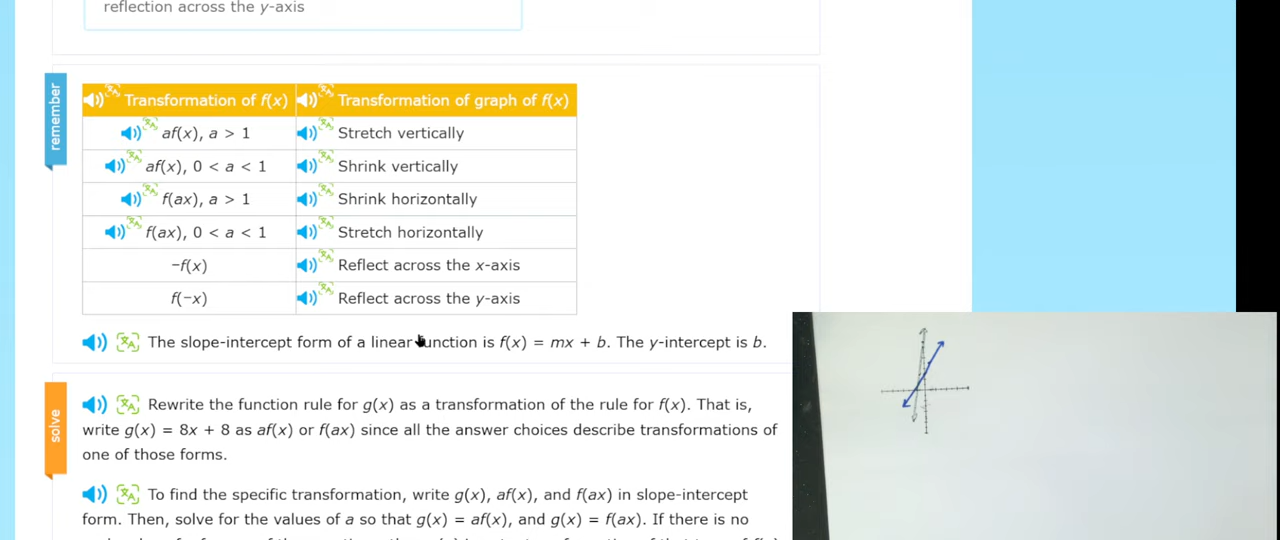 reflection across the y-axis
remember
Transformation of f(x) Transformation of graph of f(x)
af(x), a > 1 Stretch vertically
af(x), 0 < a < 1 Shrink vertically
f(ax), a > 1 Shrink horizontally
f(ax), 0 < a < 1 Stretch horizontally
−f(x) Reflect across the x-axis
f(−x) Reflect across the y-axis
The slope-intercept form of a linear function is f(x) = mx + b. The y-intercept is b.
solve
Rewrite the function rule for g(x) as a transformation of the rule for f(x). That is,
write g(x) = 8x + 8 as af(x) or f(ax) since all the answer choices describe transformations of
one of those forms.
To find the specific transformation, write g(x), af(x), and f(ax) in slope-intercept
form. Then, solve for the values of a so that g(x) = af(x), and g(x) = f(ax). If there is no